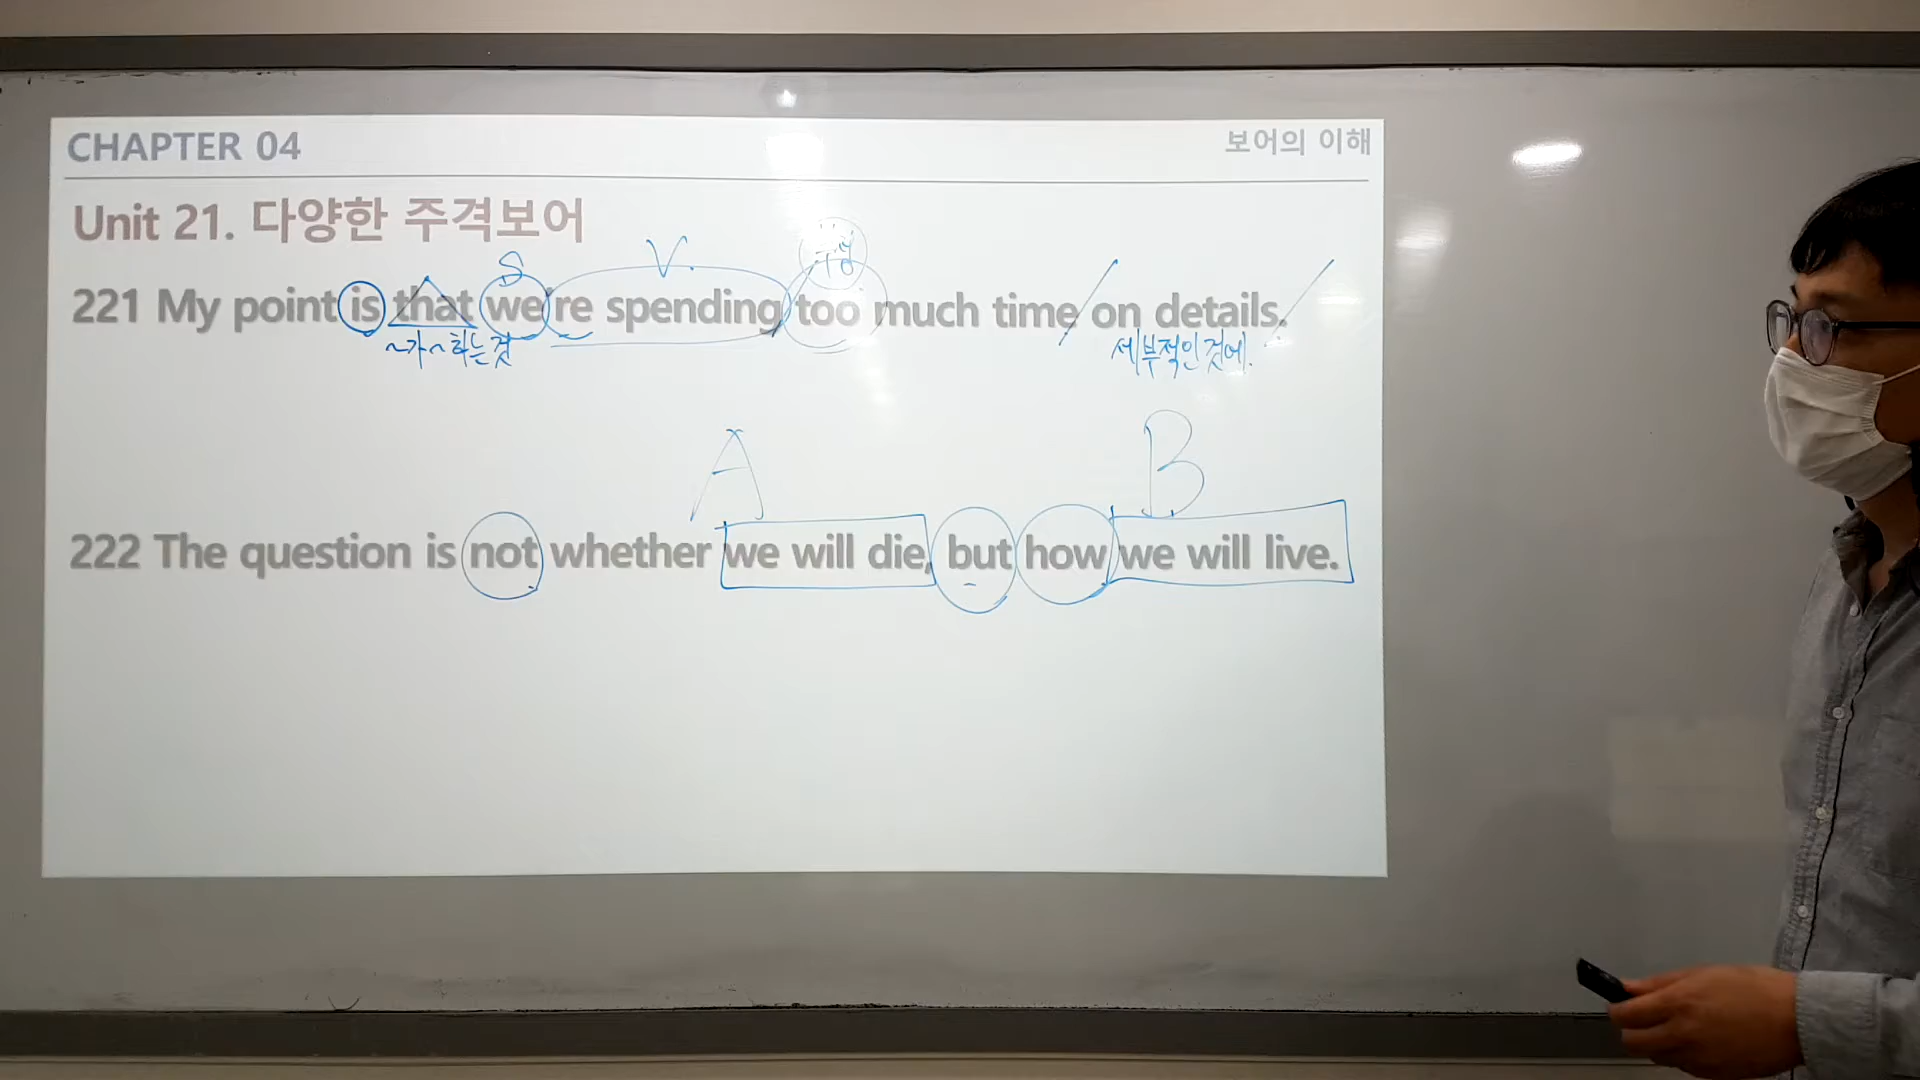 CHAPTER 04
보어의 이해
Unit 21. 다양한 주격보어
S V. 부정
221 My point is that we're spending too much time on details.
~가 ~하는 것 세부적인 것에.
A B
222 The question is not whether we will die, but how we will live.